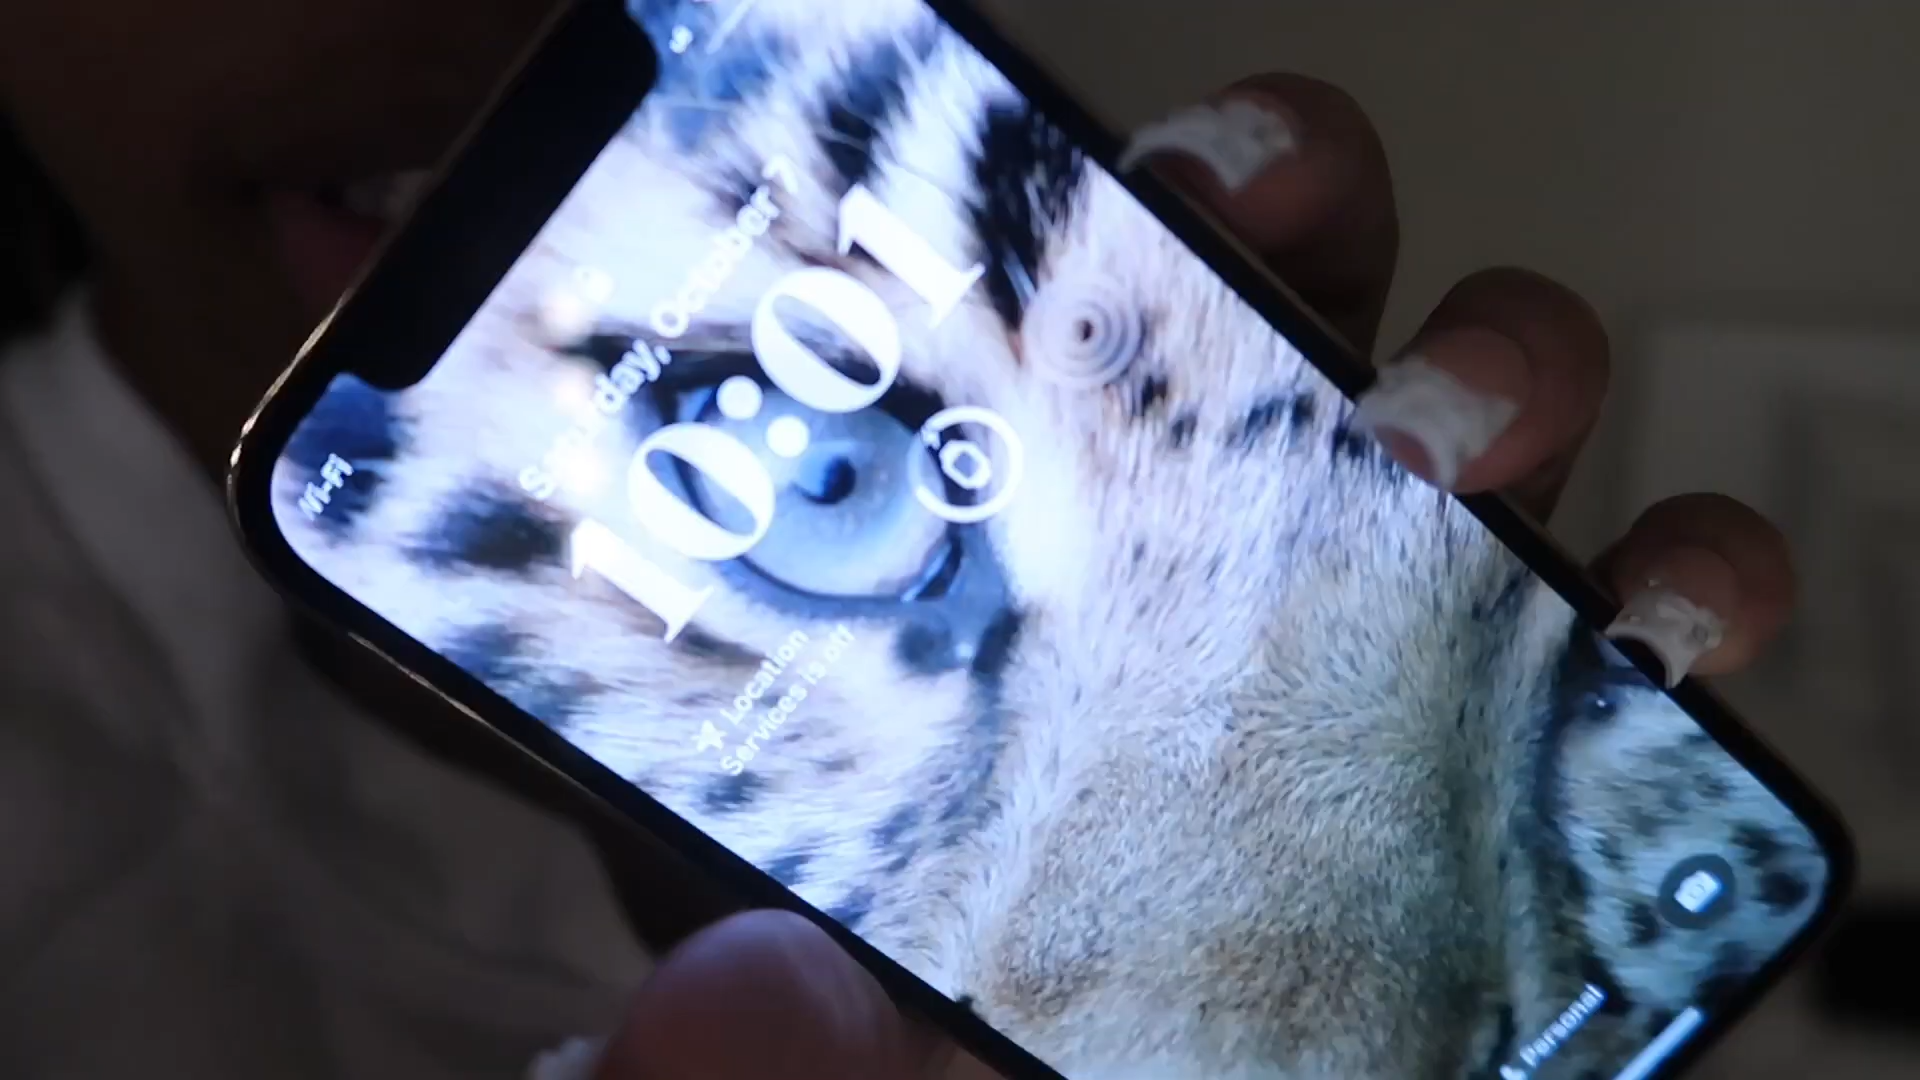 Wi-Fi
Saturday, October 7
10:01
Location
Services is off
Personal